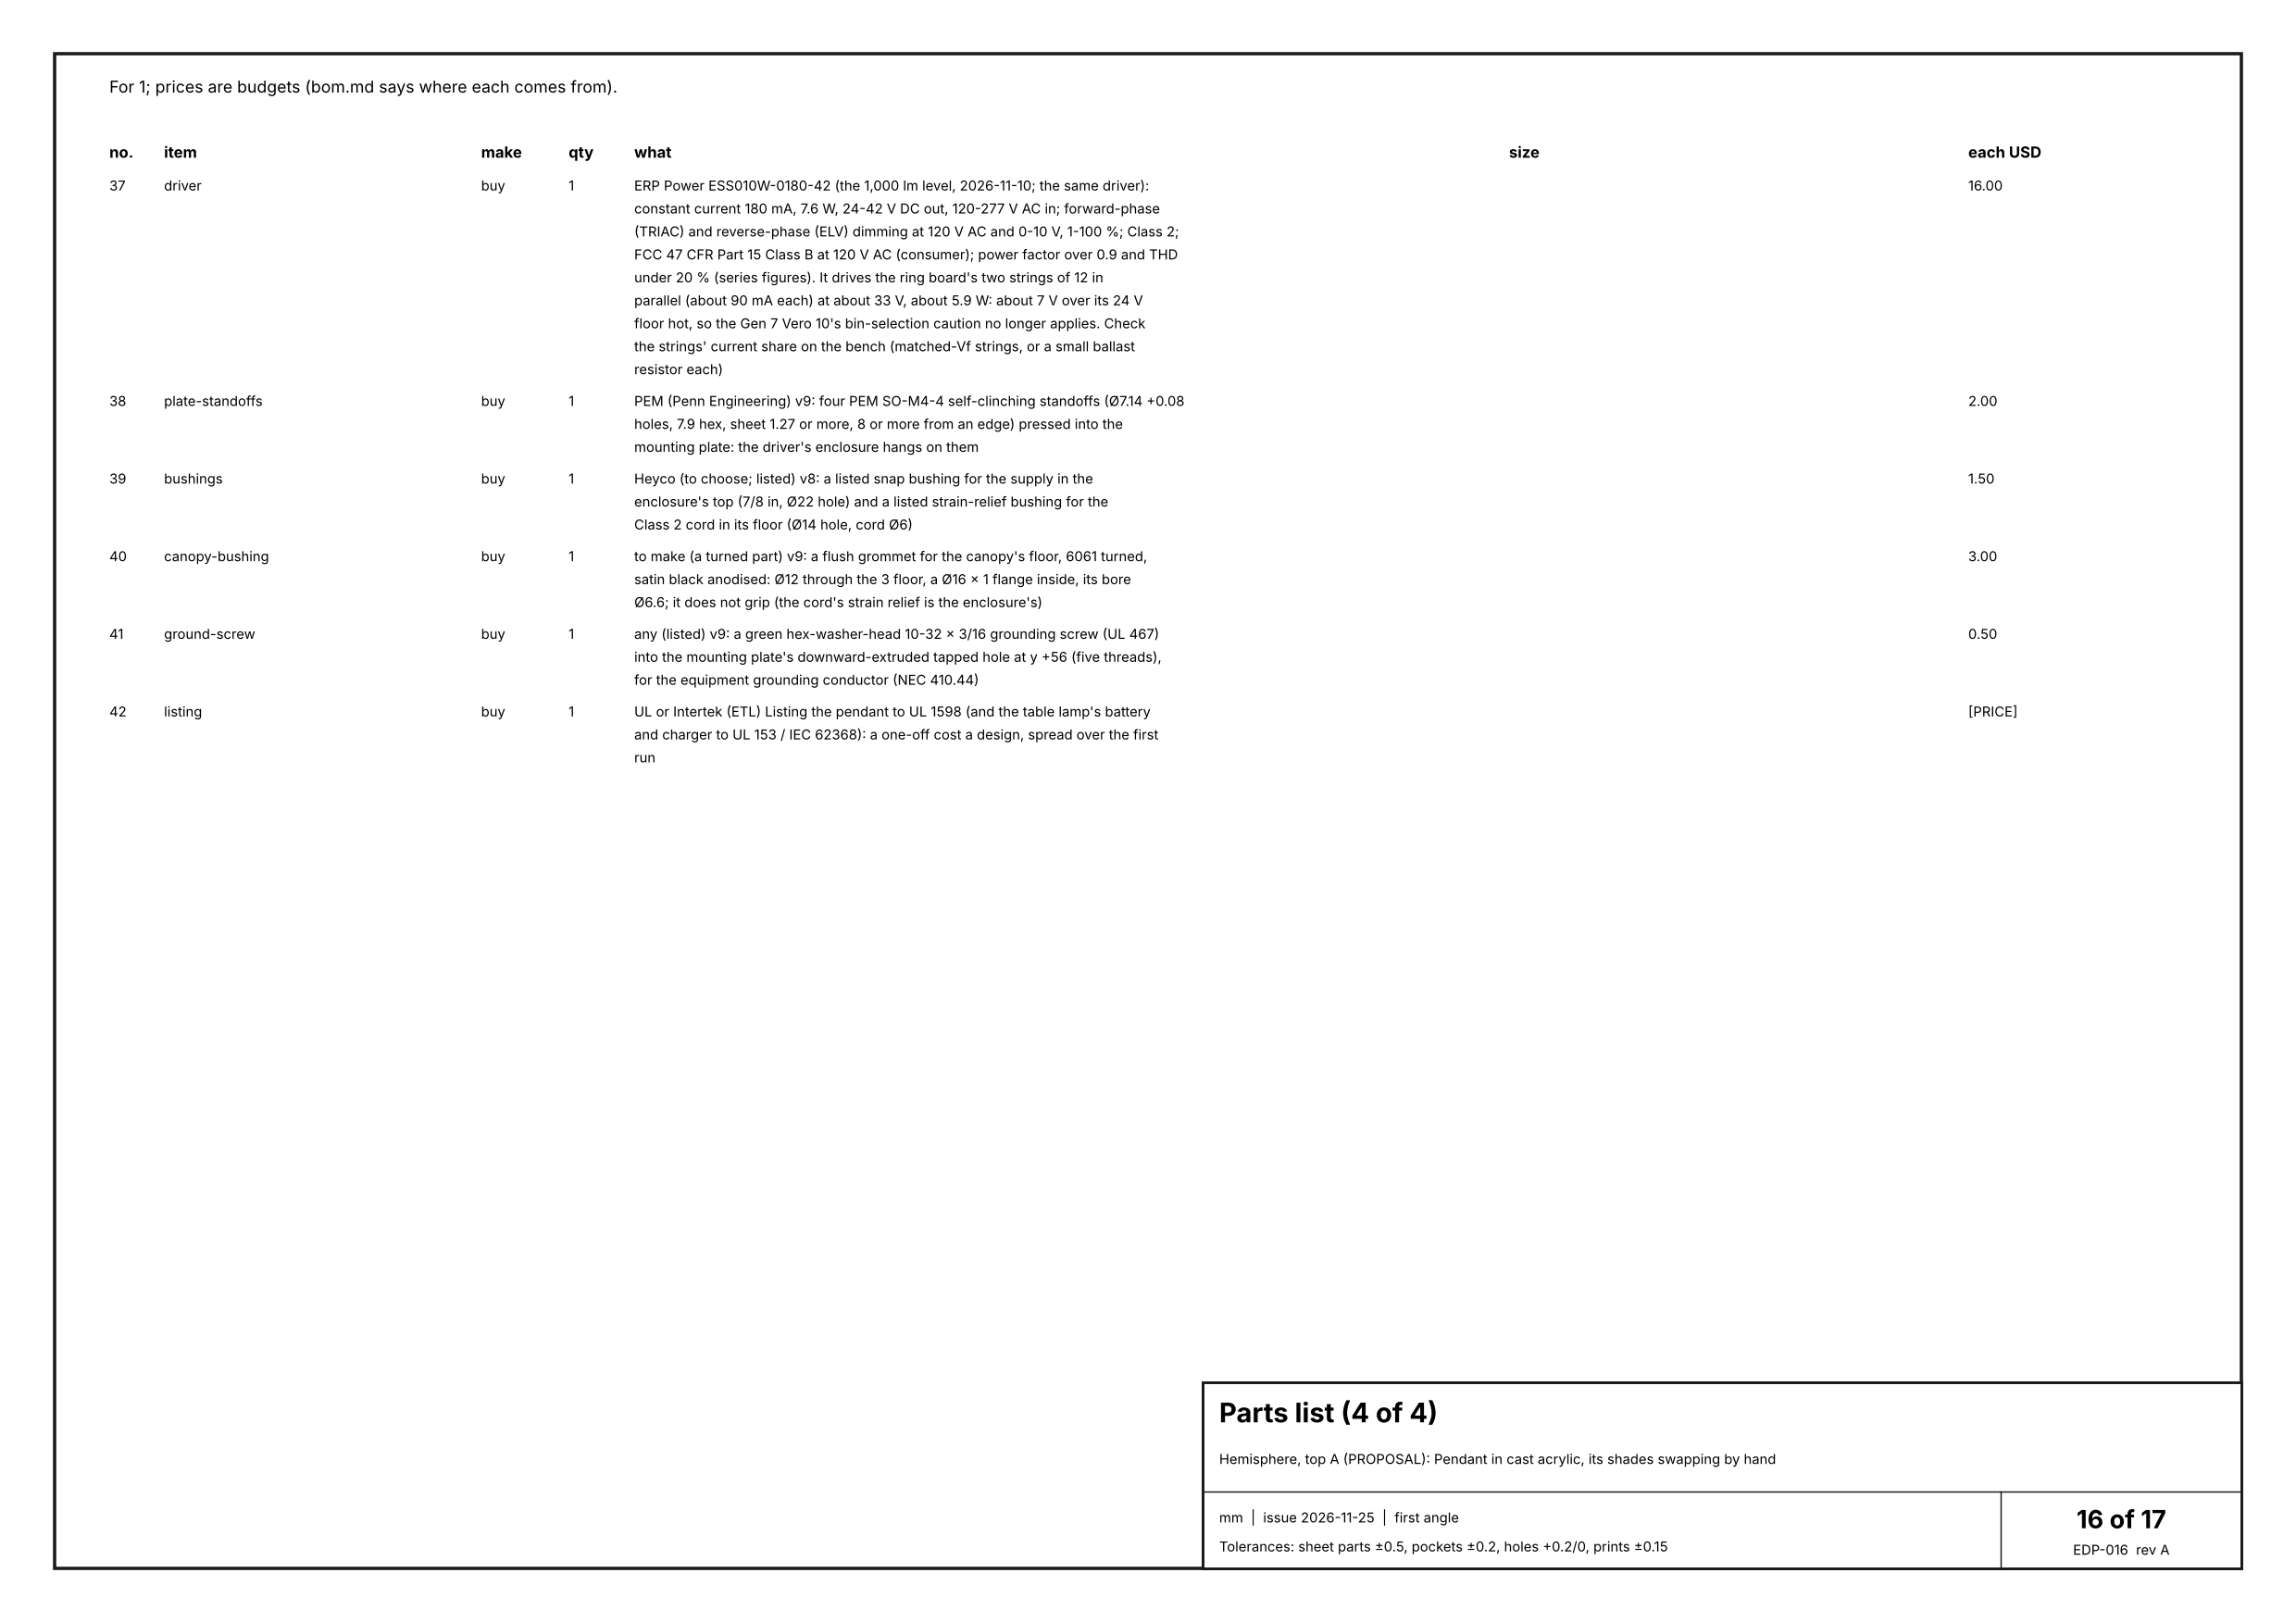 For 1; prices are budgets (bom.md says where each comes from).
no. item make qty what size each USD
37 driver buy 1 ERP Power ESS010W-0180-42 (the 1,000 lm level, 2026-11-10; the same driver): 16.00
constant current 180 mA, 7.6 W, 24-42 V DC out, 120-277 V AC in; forward-phase
(TRIAC) and reverse-phase (ELV) dimming at 120 V AC and 0-10 V, 1-100 %; Class 2;
FCC 47 CFR Part 15 Class B at 120 V AC (consumer); power factor over 0.9 and THD
under 20 % (series figures). It drives the ring board's two strings of 12 in
parallel (about 90 mA each) at about 33 V, about 5.9 W: about 7 V over its 24 V
floor hot, so the Gen 7 Vero 10's bin-selection caution no longer applies. Check
the strings' current share on the bench (matched-Vf strings, or a small ballast
resistor each)
38 plate-standoffs buy 1 PEM (Penn Engineering) v9: four PEM SO-M4-4 self-clinching standoffs (Ø7.14 +0.08 2.00
holes, 7.9 hex, sheet 1.27 or more, 8 or more from an edge) pressed into the
mounting plate: the driver's enclosure hangs on them
39 bushings buy 1 Heyco (to choose; listed) v8: a listed snap bushing for the supply in the 1.50
enclosure's top (7/8 in, Ø22 hole) and a listed strain-relief bushing for the
Class 2 cord in its floor (Ø14 hole, cord Ø6)
40 canopy-bushing buy 1 to make (a turned part) v9: a flush grommet for the canopy's floor, 6061 turned, 3.00
satin black anodised: Ø12 through the 3 floor, a Ø16 × 1 flange inside, its bore
Ø6.6; it does not grip (the cord's strain relief is the enclosure's)
41 ground-screw buy 1 any (listed) v9: a green hex-washer-head 10-32 × 3/16 grounding screw (UL 467) 0.50
into the mounting plate's downward-extruded tapped hole at y +56 (five threads),
for the equipment grounding conductor (NEC 410.44)
42 listing buy 1 UL or Intertek (ETL) Listing the pendant to UL 1598 (and the table lamp's battery [PRICE]
and charger to UL 153 / IEC 62368): a one-off cost a design, spread over the first
run
Parts list (4 of 4)
Hemisphere, top A (PROPOSAL): Pendant in cast acrylic, its shades swapping by hand
mm | issue 2026-11-25 | first angle
Tolerances: sheet parts ±0.5, pockets ±0.2, holes +0.2/0, prints ±0.15
16 of 17
EDP-016 rev A